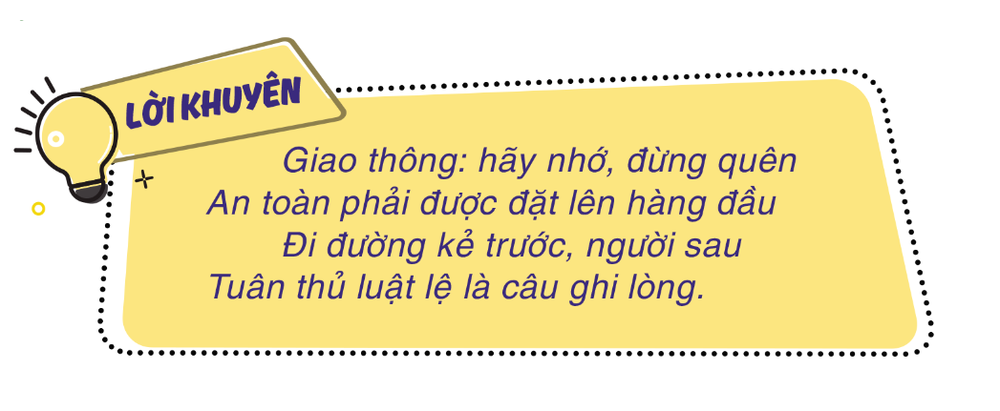 LỜI KHUYÊN
Giao thông: hãy nhớ, đừng quên
An toàn phải được đặt lên hàng đầu
Đi đường kẻ trước, người sau
Tuân thủ luật lệ là câu ghi lòng.